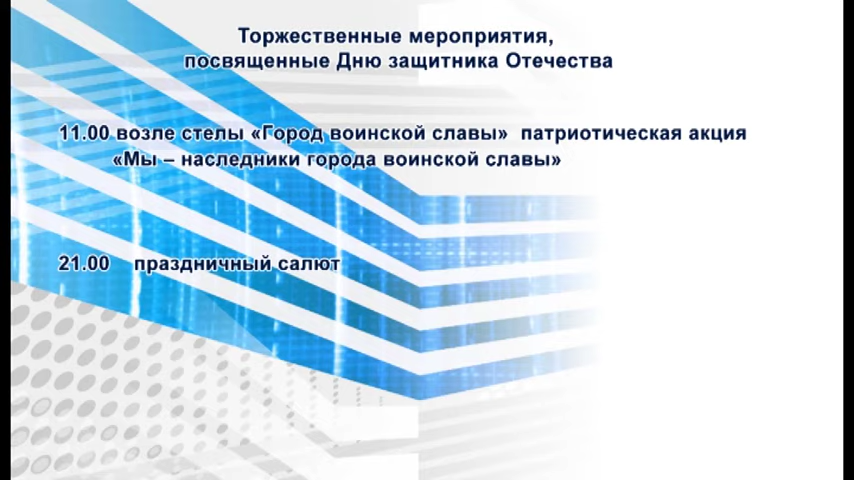 Торжественные мероприятия,
посвященные Дню защитника Отечества
11.00 возле стелы «Город воинской славы» патриотическая акция
«Мы – наследники города воинской славы»
21.00 праздничный салют